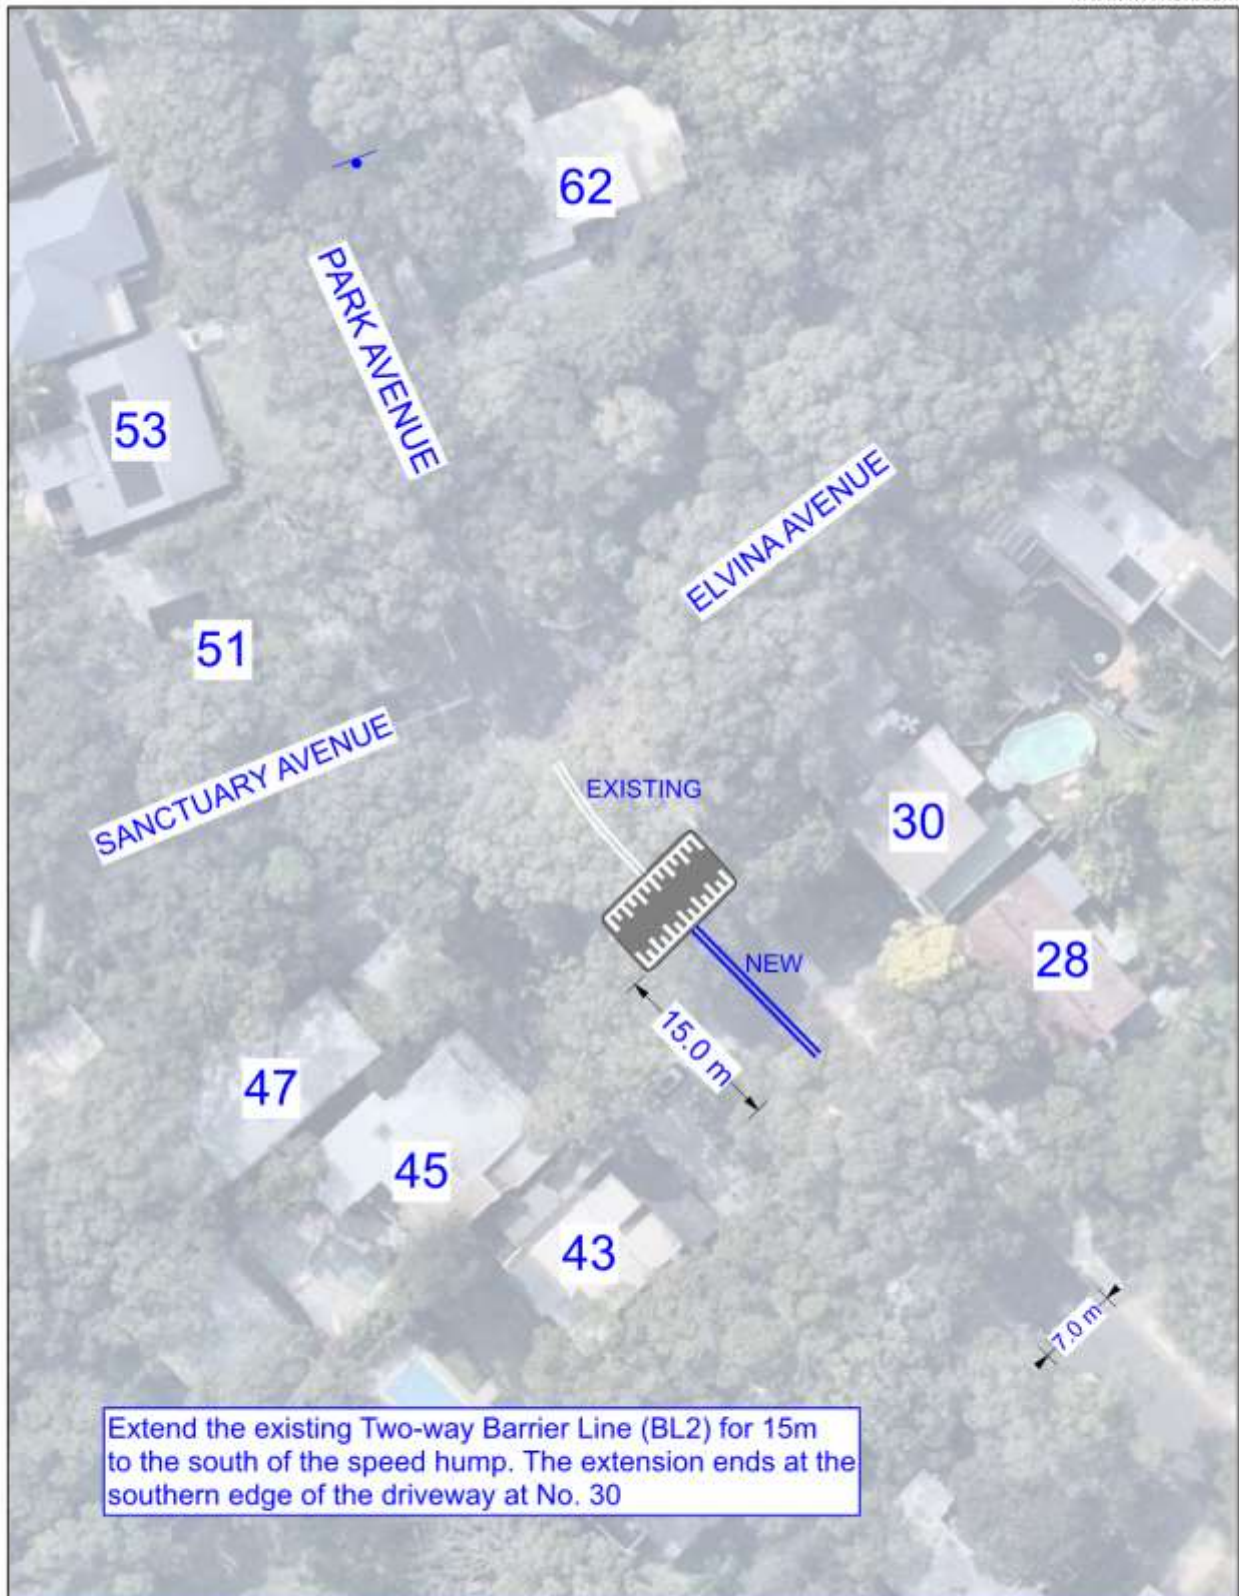 62
PARK AVENUE
53
ELVINA AVENUE
51
SANCTUARY AVENUE
EXISTING
30
NEW
28
15.0 m
47
45
43
7.0 m
Extend the existing Two-way Barrier Line (BL2) for 15m
to the south of the speed hump. The extension ends at the
southern edge of the driveway at No. 30